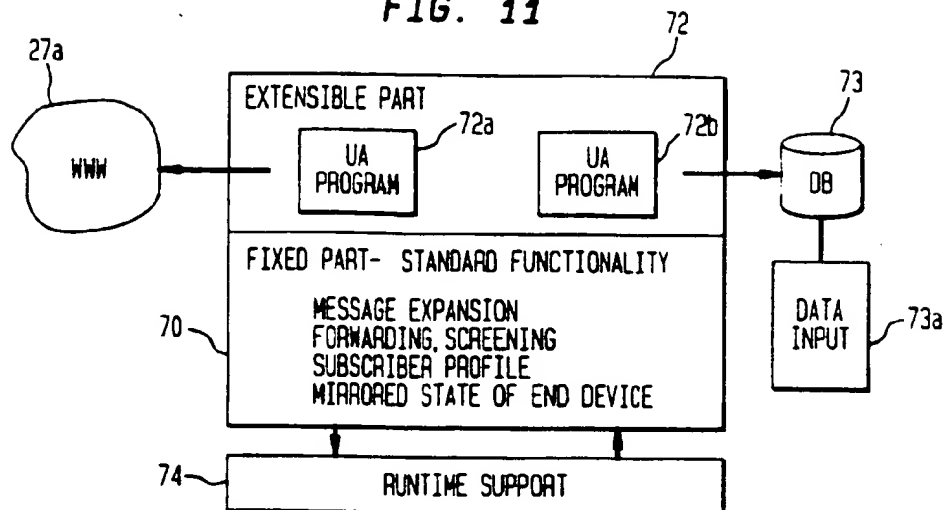 FIG. 11
72
27a
EXTENSIBLE PART
72a
72b
73
WWW
UA
PROGRAM
UA
PROGRAM
DB
FIXED PART- STANDARD FUNCTIONALITY
MESSAGE EXPANSION
FORWARDING, SCREENING
SUBSCRIBER PROFILE
MIRRORED STATE OF END DEVICE
70
DATA
INPUT
73a
74
RUNTIME SUPPORT